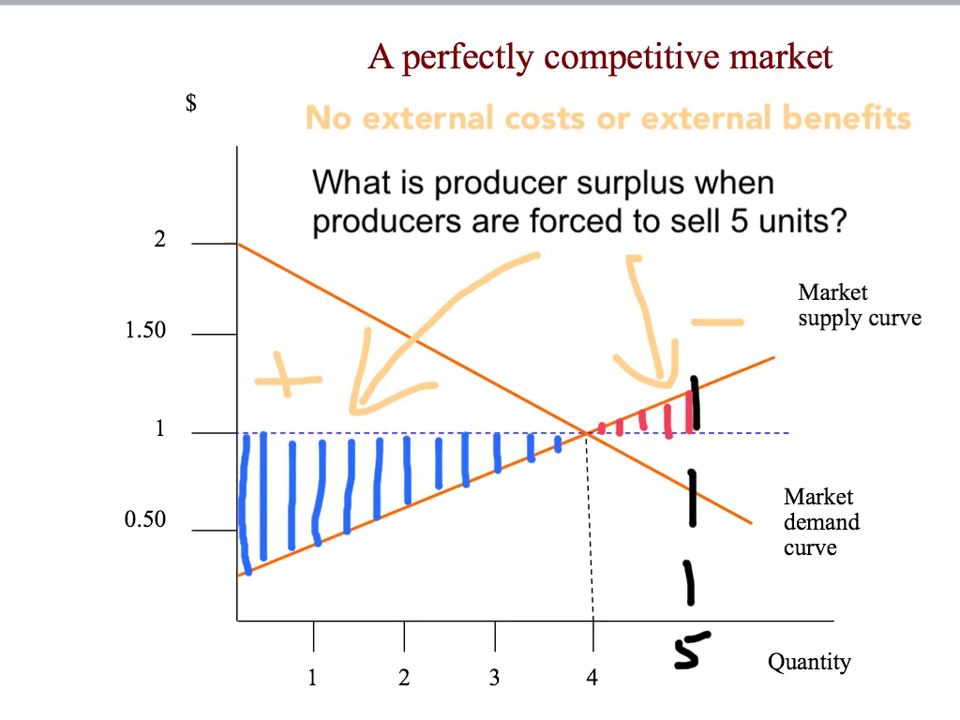 A perfectly competitive market
$
No external costs or external benefits
What is producer surplus when
producers are forced to sell 5 units?
2
Market
supply curve
1.50
1
Market
demand
curve
0.50
5
Quantity
1
2
3
4